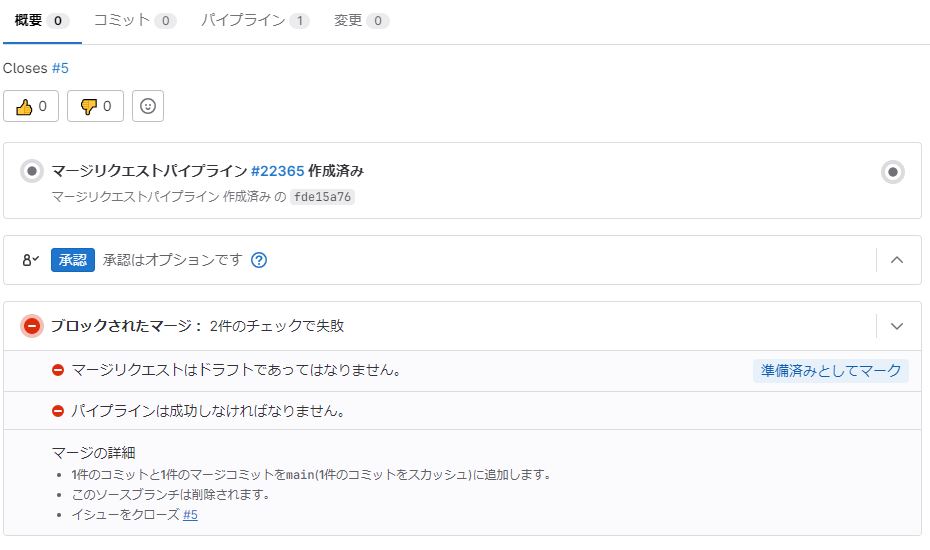 概要 0 コミット 0 パイプライン 1 変更 0
Closes #5
0 0
マージリクエストパイプライン #22365 作成済み
マージリクエストパイプライン 作成済み の fde15a76
承認 承認はオプションです
ブロックされたマージ： 2件のチェックで失敗
マージリクエストはドラフトであってはなりません。 準備済みとしてマーク
パイプラインは成功しなければなりません。
マージの詳細
1件のコミットと1件のマージコミットをmain(1件のコミットをスカッシュ)に追加します。
このソースブランチは削除されます。
イシューをクローズ #5